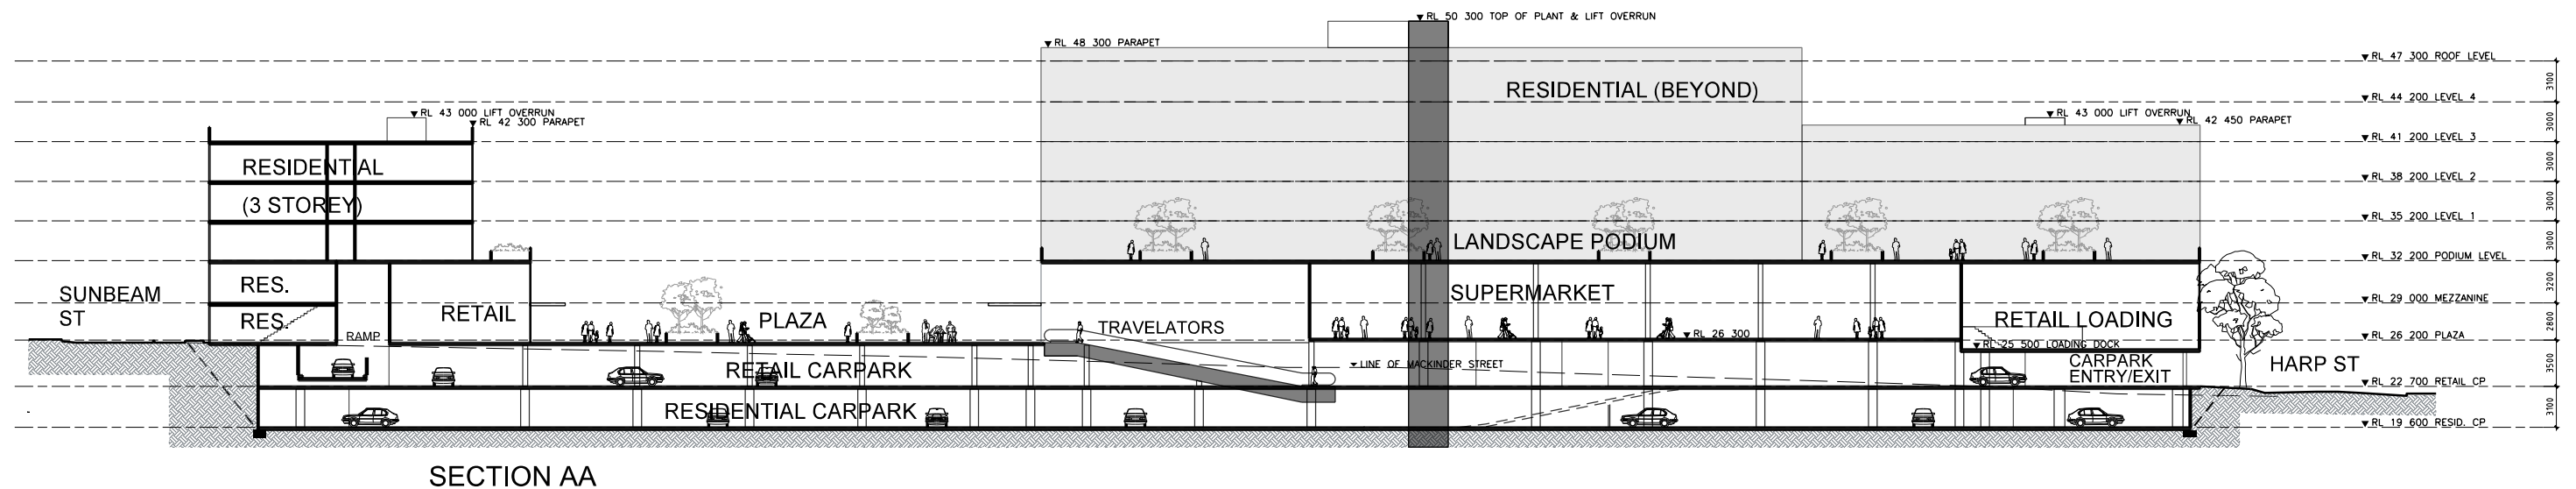 RL 50 300 TOP OF PLANT & LIFT OVERRUN
RL 48 300 PARAPET
RL 47 300 ROOF LEVEL
3100
RESIDENTIAL (BEYOND)
RL 44 200 LEVEL 4
RL 43 000 LIFT OVERRUN
RL 42 300 PARAPET
RL 43 000 LIFT OVERRUN
RL 42 450 PARAPET
3000
RL 41 200 LEVEL 3
RESIDENTIAL
(3 STOREY)
3000
RL 38 200 LEVEL 2
3000
RL 35 200 LEVEL 1
3000
LANDSCAPE PODIUM
RL 32 200 PODIUM LEVEL
SUNBEAM
ST
RES.
RES.
RETAIL
PLAZA
SUPERMARKET
3200
RL 29 000 MEZZANINE
RETAIL LOADING
2800
RAMP
TRAVELATORS
RL 26 300
RL 26 200 PLAZA
RL 25 500 LOADING DOCK
LINE OF MACKINDER STREET
RETAIL CARPARK
CARPARK
ENTRY/EXIT
HARP ST
3500
RL 22 700 RETAIL CP
RESIDENTIAL CARPARK
3100
RL 19 600 RESID. CP
SECTION AA